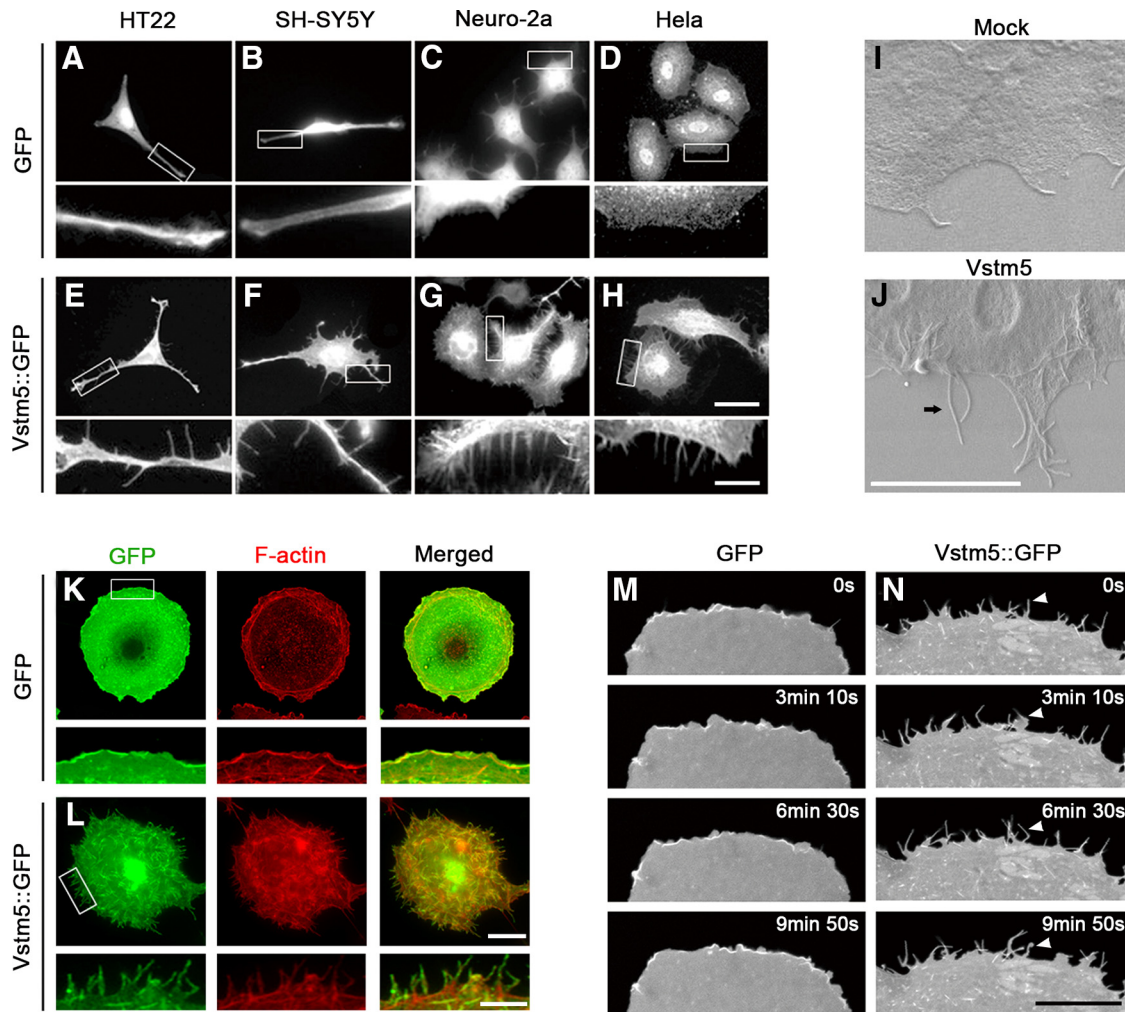 HT22 SH-SY5Y Neuro-2a Hela
GFP
A B C D
Vstm5::GFP
E F G H
Mock
I
Vstm5
J
GFP F-actin Merged
GFP
K
Vstm5::GFP
L
GFP Vstm5::GFP
M 0s N 0s
3min 10s 3min 10s
6min 30s 6min 30s
9min 50s 9min 50s